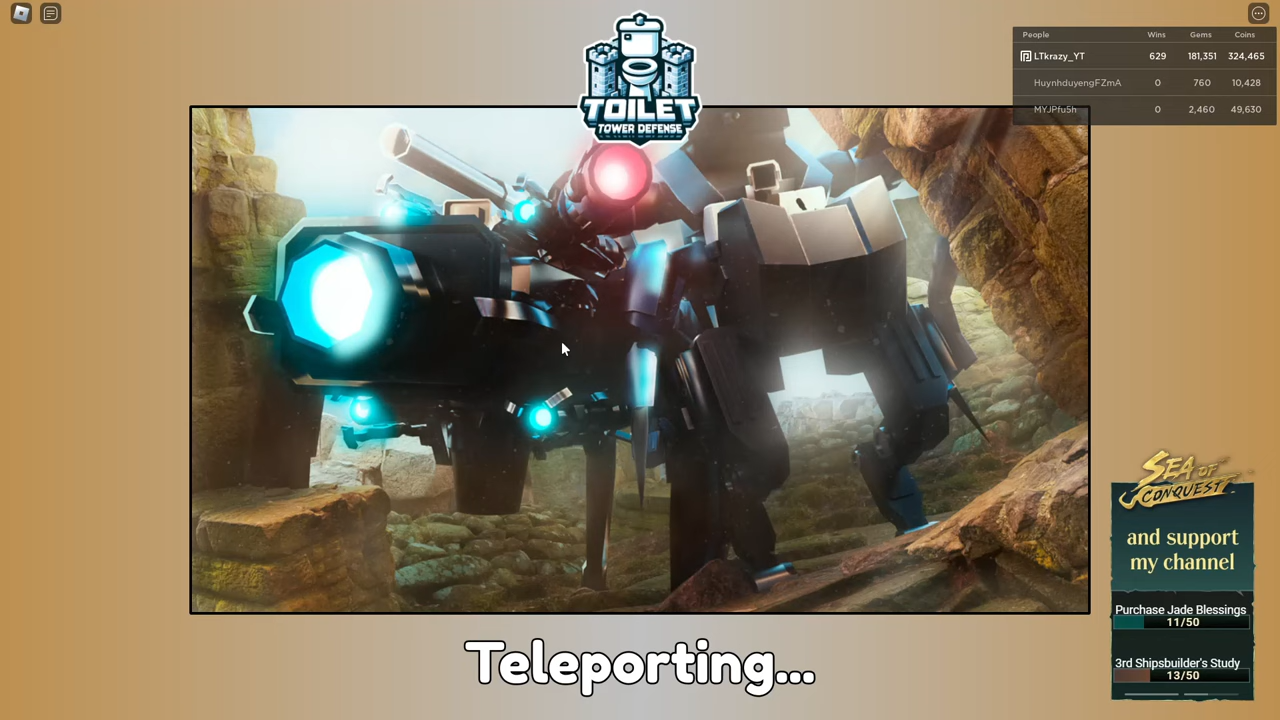 TOILET
TOWER DEFENSE
People Wins Gems Coins
LTkrazy_YT 629 181,351 324,465
HuynhduyengFZmA 0 760 10,428
MYJPfu5h 0 2,460 49,630
SEA OF
CONQUEST
and support
my channel
Purchase Jade Blessings
11/50
3rd Shipsbuilder's Study
13/50
Teleporting...